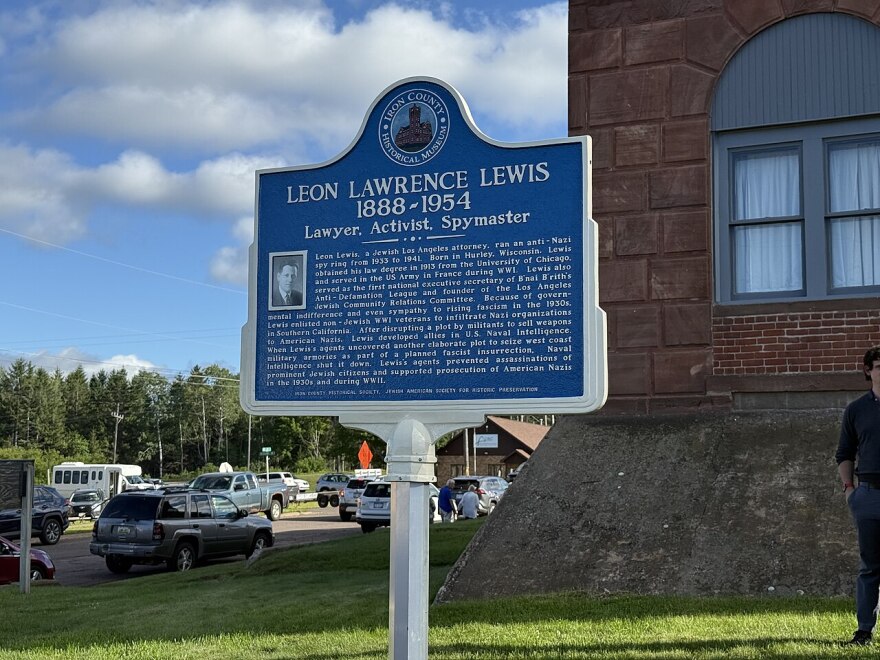 IRON COUNTY
HISTORICAL MUSEUM
LEON LAWRENCE LEWIS
1888~1954
Lawyer, Activist, Spymaster
Leon Lewis, a Jewish Los Angeles attorney, ran an anti-Nazi
spy ring from 1933 to 1941. Born in Hurley, Wisconsin, Lewis
obtained his law degree in 1913 from the University of Chicago,
and served in the US Army in France during WWI. Lewis also
served as the first national executive secretary of B'nai B'rith's
Anti-Defamation League and founder of the Los Angeles
Jewish Community Relations Committee. Because of govern-
mental indifference and even sympathy to rising fascism in the 1930s,
Lewis enlisted non-Jewish WWI veterans to infiltrate Nazi organizations
in Southern California. After disrupting a plot by militants to sell weapons
to American Nazis, Lewis developed allies in U.S. Naval Intelligence.
When Lewis's agents uncovered another elaborate plot to seize west coast
military armories as part of a planned fascist insurrection, Naval
Intelligence shut it down. Lewis's agents prevented assassinations of
prominent Jewish citizens and supported prosecution of American Nazis
in the 1930s and during WWII.
IRON COUNTY HISTORICAL SOCIETY, JEWISH AMERICAN SOCIETY FOR HISTORIC PRESERVATION